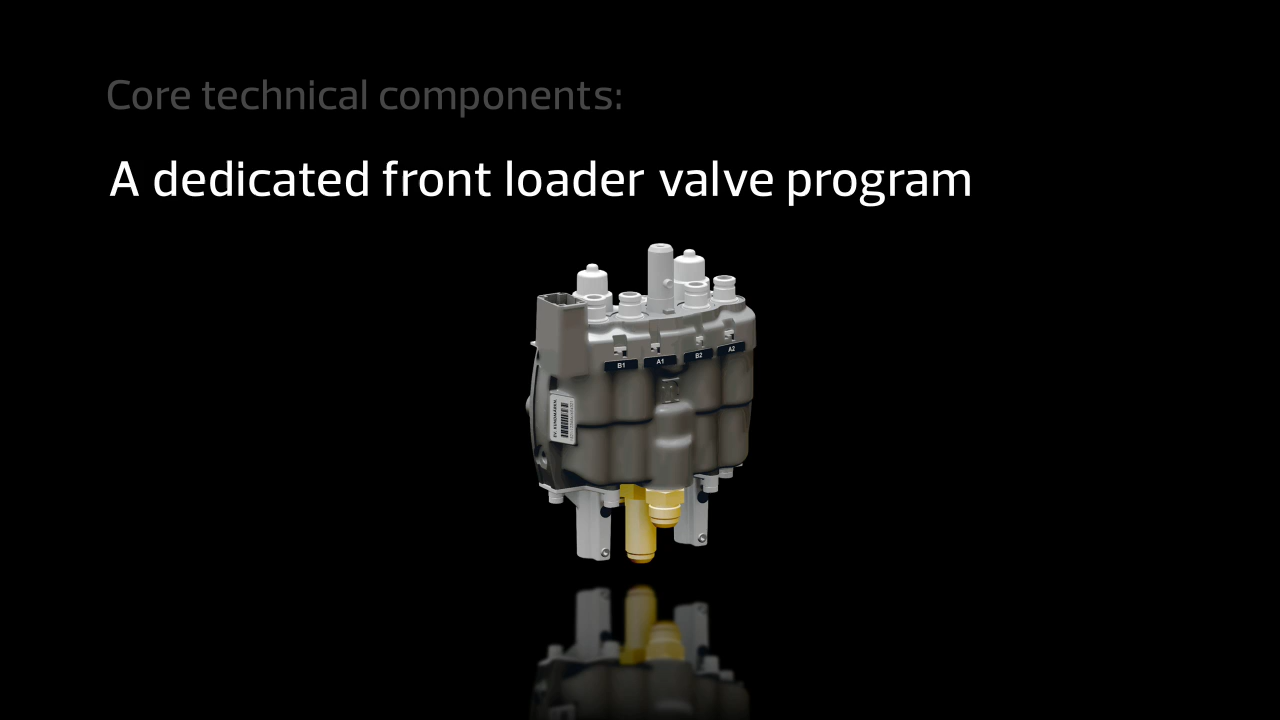 Core technical components:
A dedicated front loader valve program
B1
A1
B2
A2